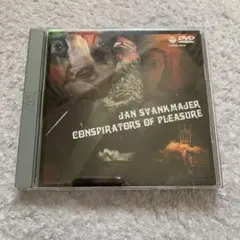 DVD
JAN SVANKMAJER
CONSPIRATORS OF PLEASURE